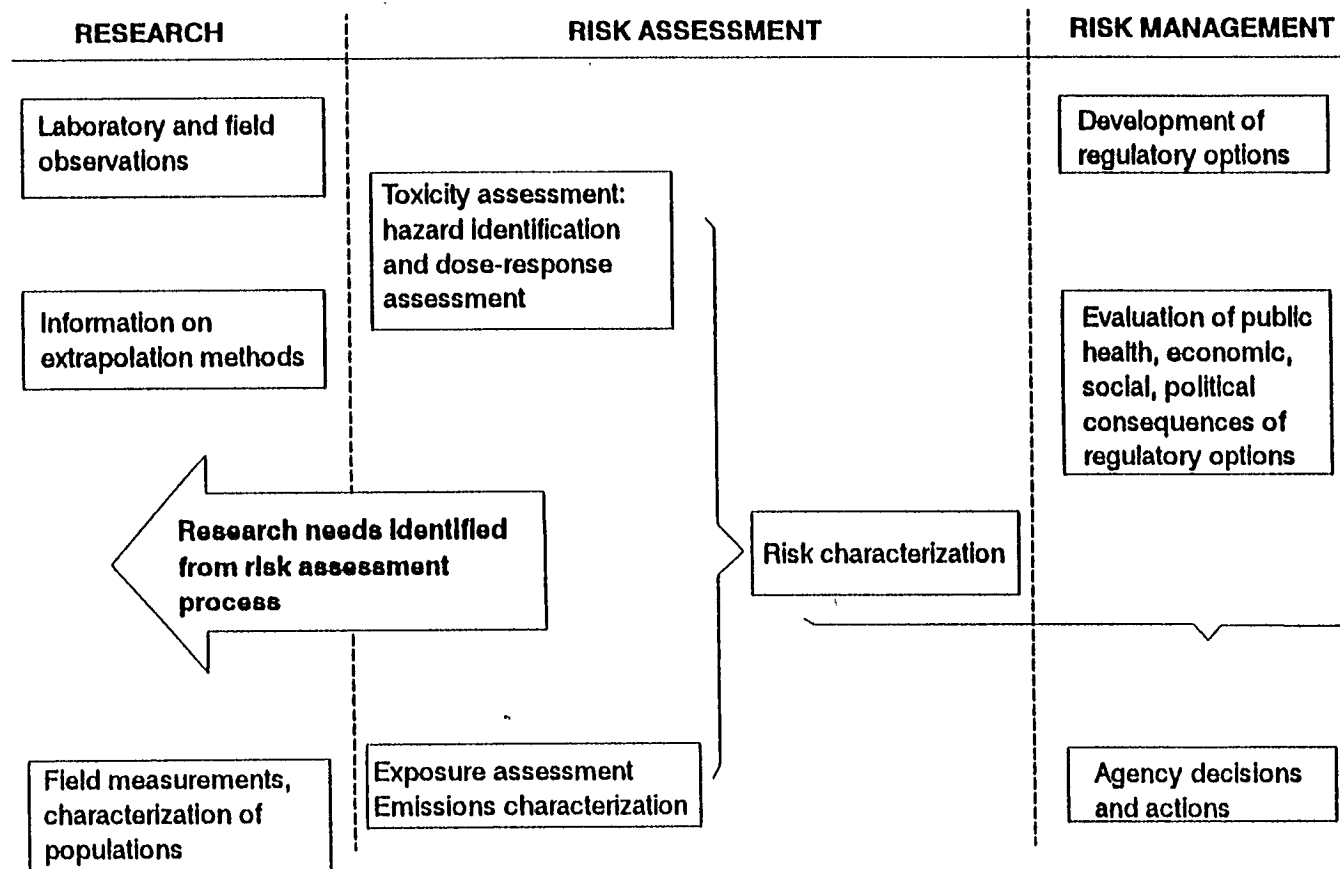 RESEARCH
RISK ASSESSMENT
RISK MANAGEMENT
Laboratory and field
observations
Information on
extrapolation methods
Research needs identified
from risk assessment
process
Field measurements,
characterization of
populations
Toxicity assessment:
hazard identification
and dose-response
assessment
Exposure assessment
Emissions characterization
Risk characterization
Development of
regulatory options
Evaluation of public
health, economic,
social, political
consequences of
regulatory options
Agency decisions
and actions